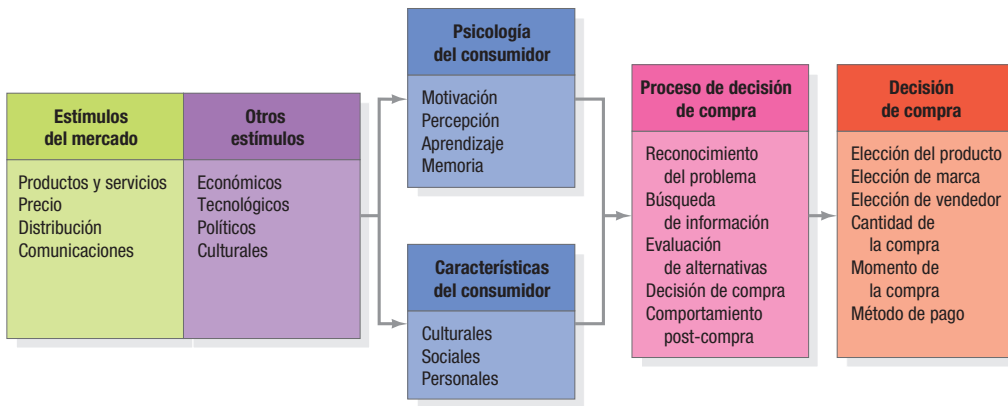 Estímulos
del mercado
Productos y servicios
Precio
Distribución
Comunicaciones
Otros
estímulos
Económicos
Tecnológicos
Políticos
Culturales
Psicología
del consumidor
Motivación
Percepción
Aprendizaje
Memoria
Características
del consumidor
Culturales
Sociales
Personales
Proceso de decisión
de compra
Reconocimiento
del problema
Búsqueda
de información
Evaluación
de alternativas
Decisión de compra
Comportamiento
post-compra
Decisión
de compra
Elección del producto
Elección de marca
Elección de vendedor
Cantidad de
la compra
Momento de
la compra
Método de pago